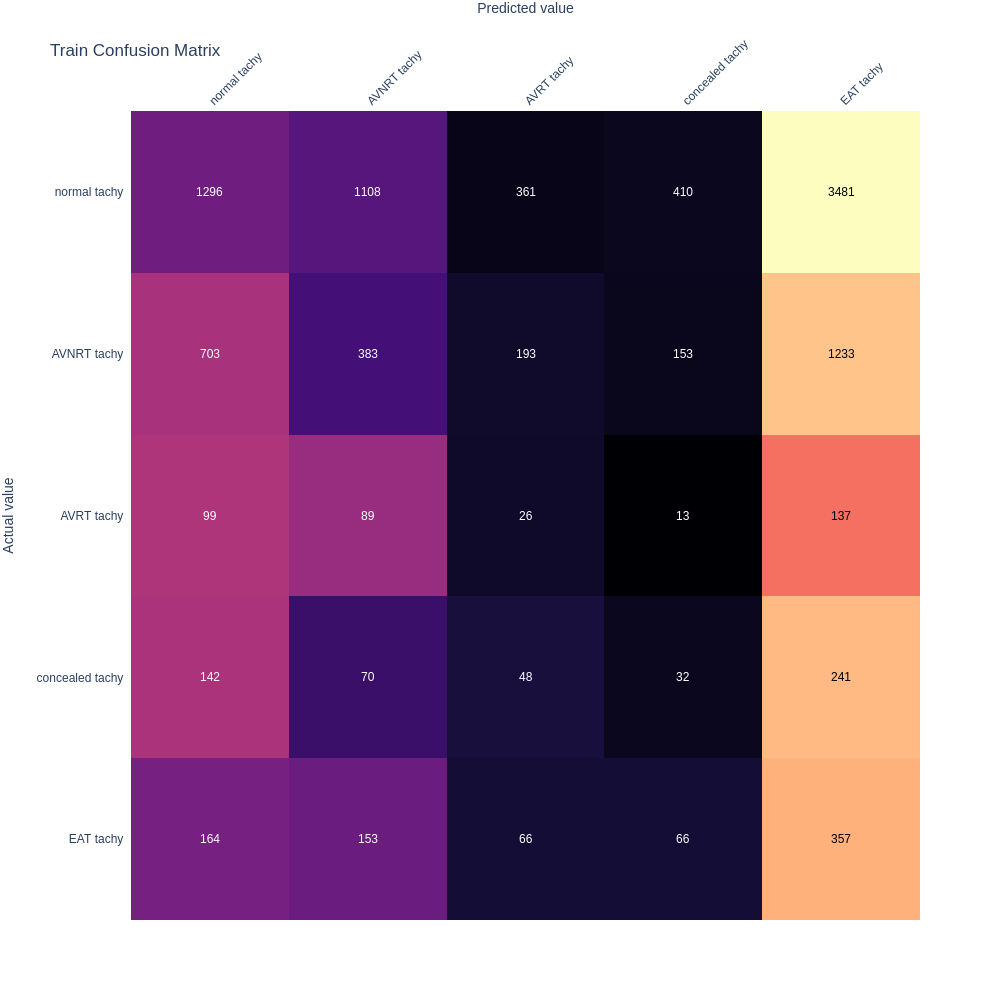 Predicted value
Train Confusion Matrix
normal tachy
AVNRT tachy
AVRT tachy
concealed tachy
EAT tachy
Actual value
normal tachy 1296 1108 361 410 3481
AVNRT tachy 703 383 193 153 1233
AVRT tachy 99 89 26 13 137
concealed tachy 142 70 48 32 241
EAT tachy 164 153 66 66 357